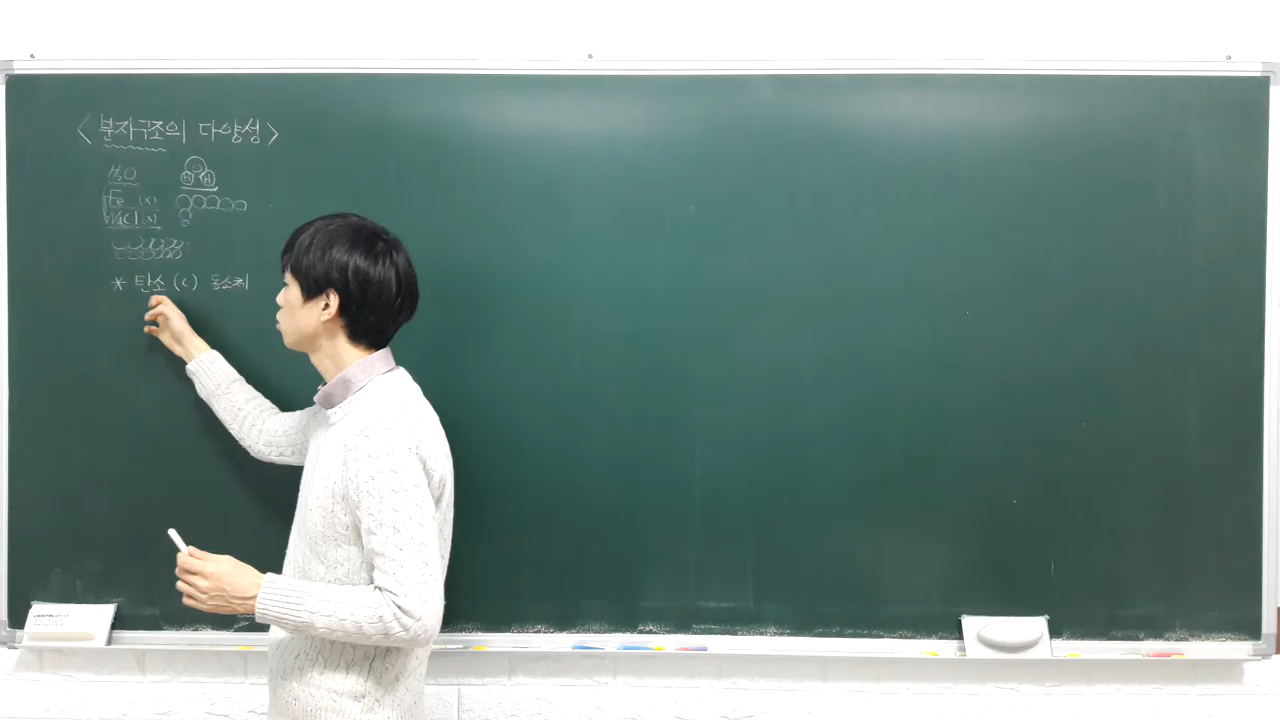 <분자구조의 다양성>
H₂O
O
H H
Fe (x)
NaCl (x)
* 탄소 (C) 동소체